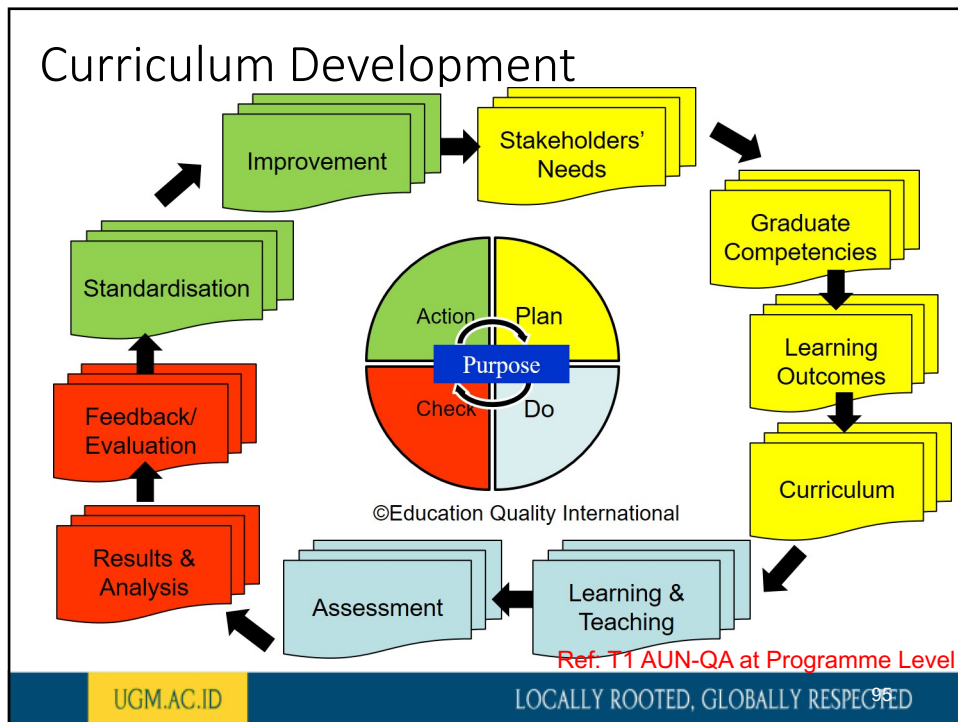 Curriculum Development
Improvement
Stakeholders'
Needs
Graduate
Competencies
Learning
Outcomes
Curriculum
Learning &
Teaching
Assessment
Results &
Analysis
Feedback/
Evaluation
Standardisation
Action
Plan
Purpose
Check
Do
©Education Quality International
Ref: T1 AUN-QA at Programme Level
UGM.AC.ID
LOCALLY ROOTED, GLOBALLY RESPECTED
95